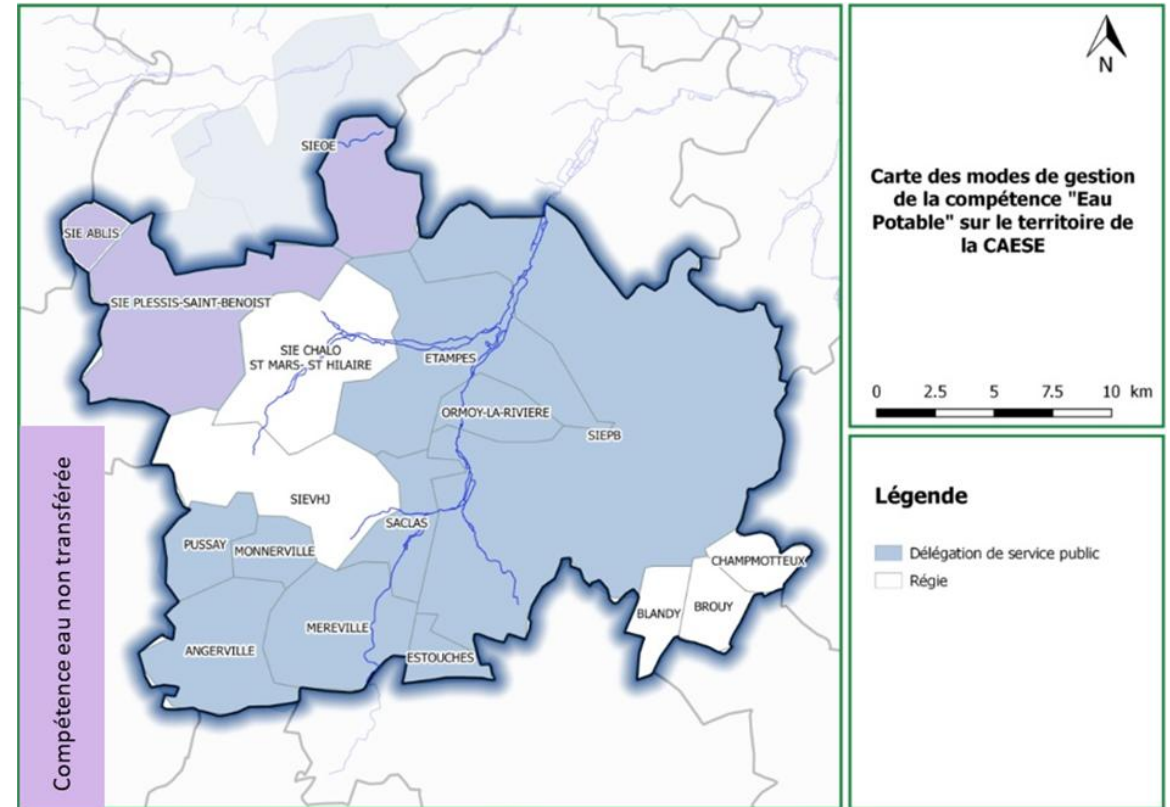 SIEOE
SIE ABLIS
SIE PLESSIS-SAINT-BENOIST
SIE CHALO
ST MARS- ST HILAIRE
ETAMPES
ORMOY-LA-RIVIERE
SIEPB
SIEVHJ
SACLAS
PUSSAY
MONNERVILLE
CHAMPMOTTEUX
BLANDY
BROUY
MEREVILLE
ANGERVILLE
ESTOUCHES
Compétence eau non transférée
N
Carte des modes de gestion
de la compétence "Eau
Potable" sur le territoire de
la CAESE
0 2.5 5 7.5 10 km
Légende
Délégation de service public
Régie